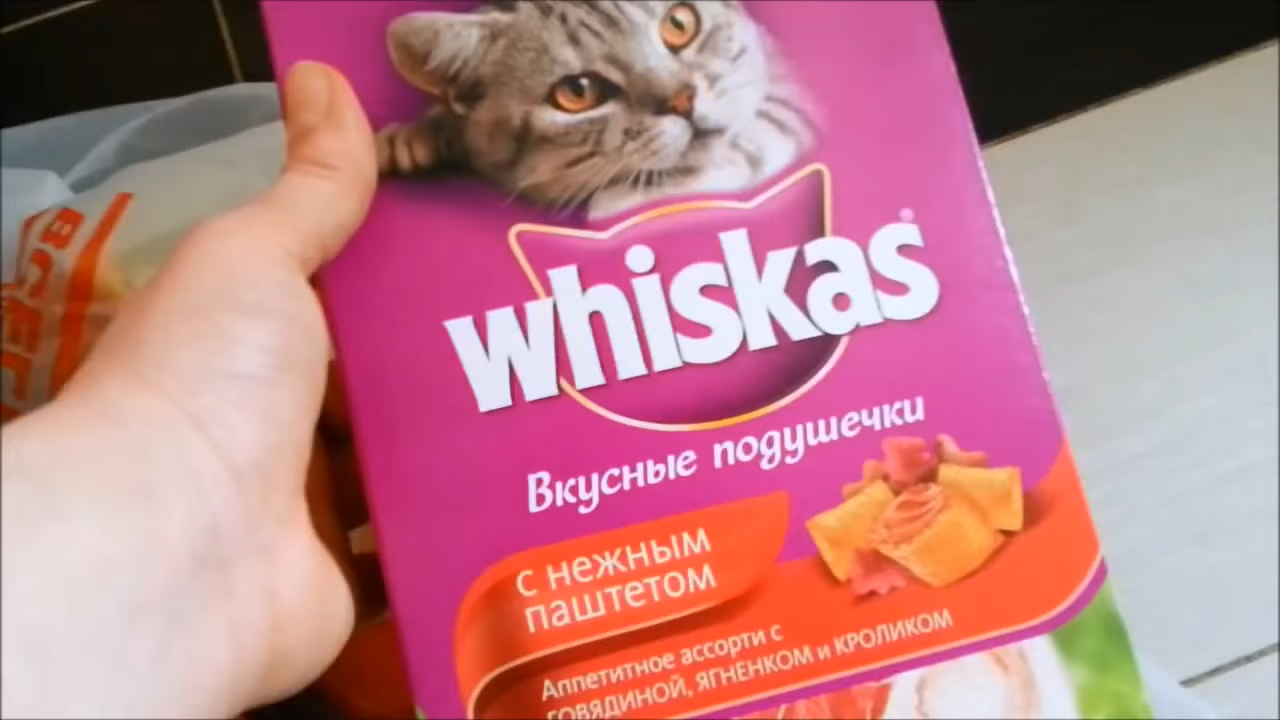 whiskas®
Вкусные подушечки
с нежным
паштетом
Аппетитное ассорти с
ГОВЯДИНОЙ, ЯГНЕНКОМ и КРОЛИКОМ